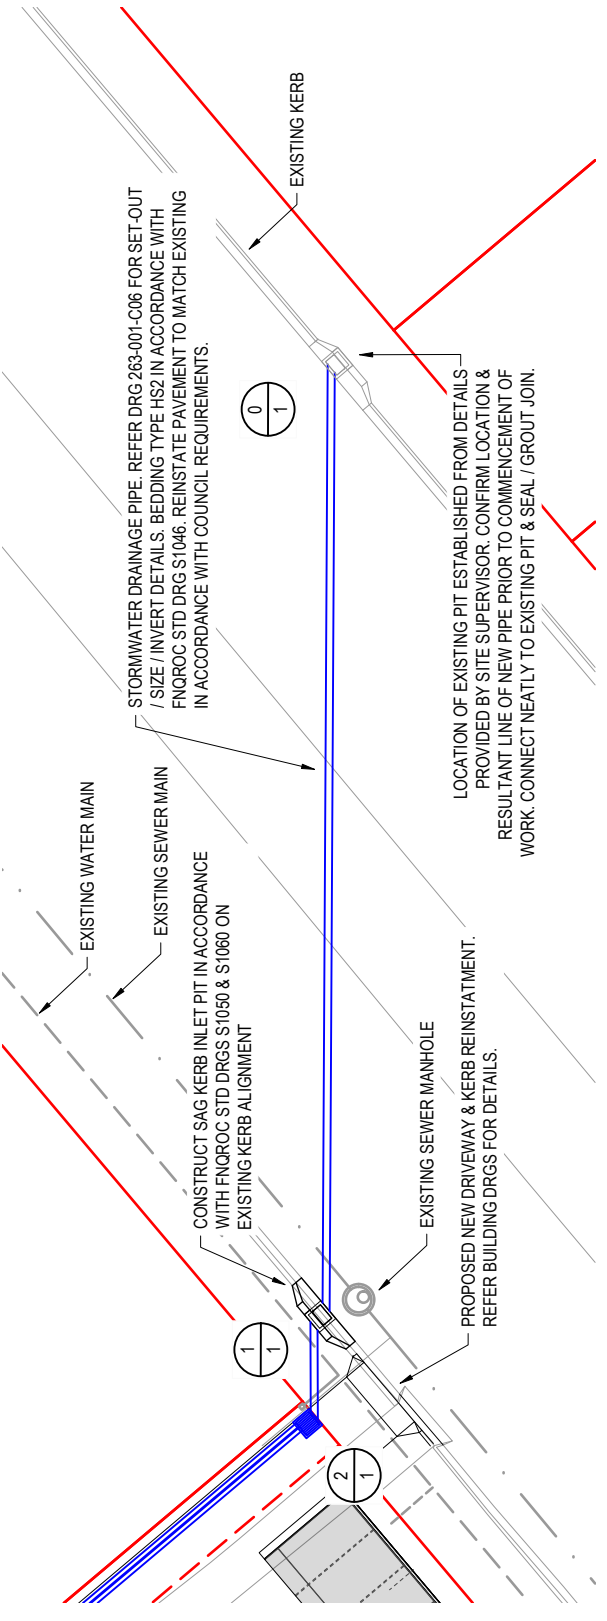 EXISTING KERB
STORMWATER DRAINAGE PIPE. REFER DRG 263-001-C06 FOR SET-OUT
/ SIZE / INVERT DETAILS. BEDDING TYPE HS2 IN ACCORDANCE WITH
FNQROC STD DRG S1046. REINSTATE PAVEMENT TO MATCH EXISTING
IN ACCORDANCE WITH COUNCIL REQUIREMENTS.
0
1
LOCATION OF EXISTING PIT ESTABLISHED FROM DETAILS
PROVIDED BY SITE SUPERVISOR. CONFIRM LOCATION &
RESULTANT LINE OF NEW PIPE PRIOR TO COMMENCEMENT OF
WORK. CONNECT NEATLY TO EXISTING PIT & SEAL / GROUT JOIN.
EXISTING WATER MAIN
EXISTING SEWER MAIN
CONSTRUCT SAG KERB INLET PIT IN ACCORDANCE
WITH FNQROC STD DRGS S1050 & S1060 ON
EXISTING KERB ALIGNMENT
EXISTING SEWER MANHOLE
PROPOSED NEW DRIVEWAY & KERB REINSTATMENT.
REFER BUILDING DRGS FOR DETAILS.
1
1
2
1